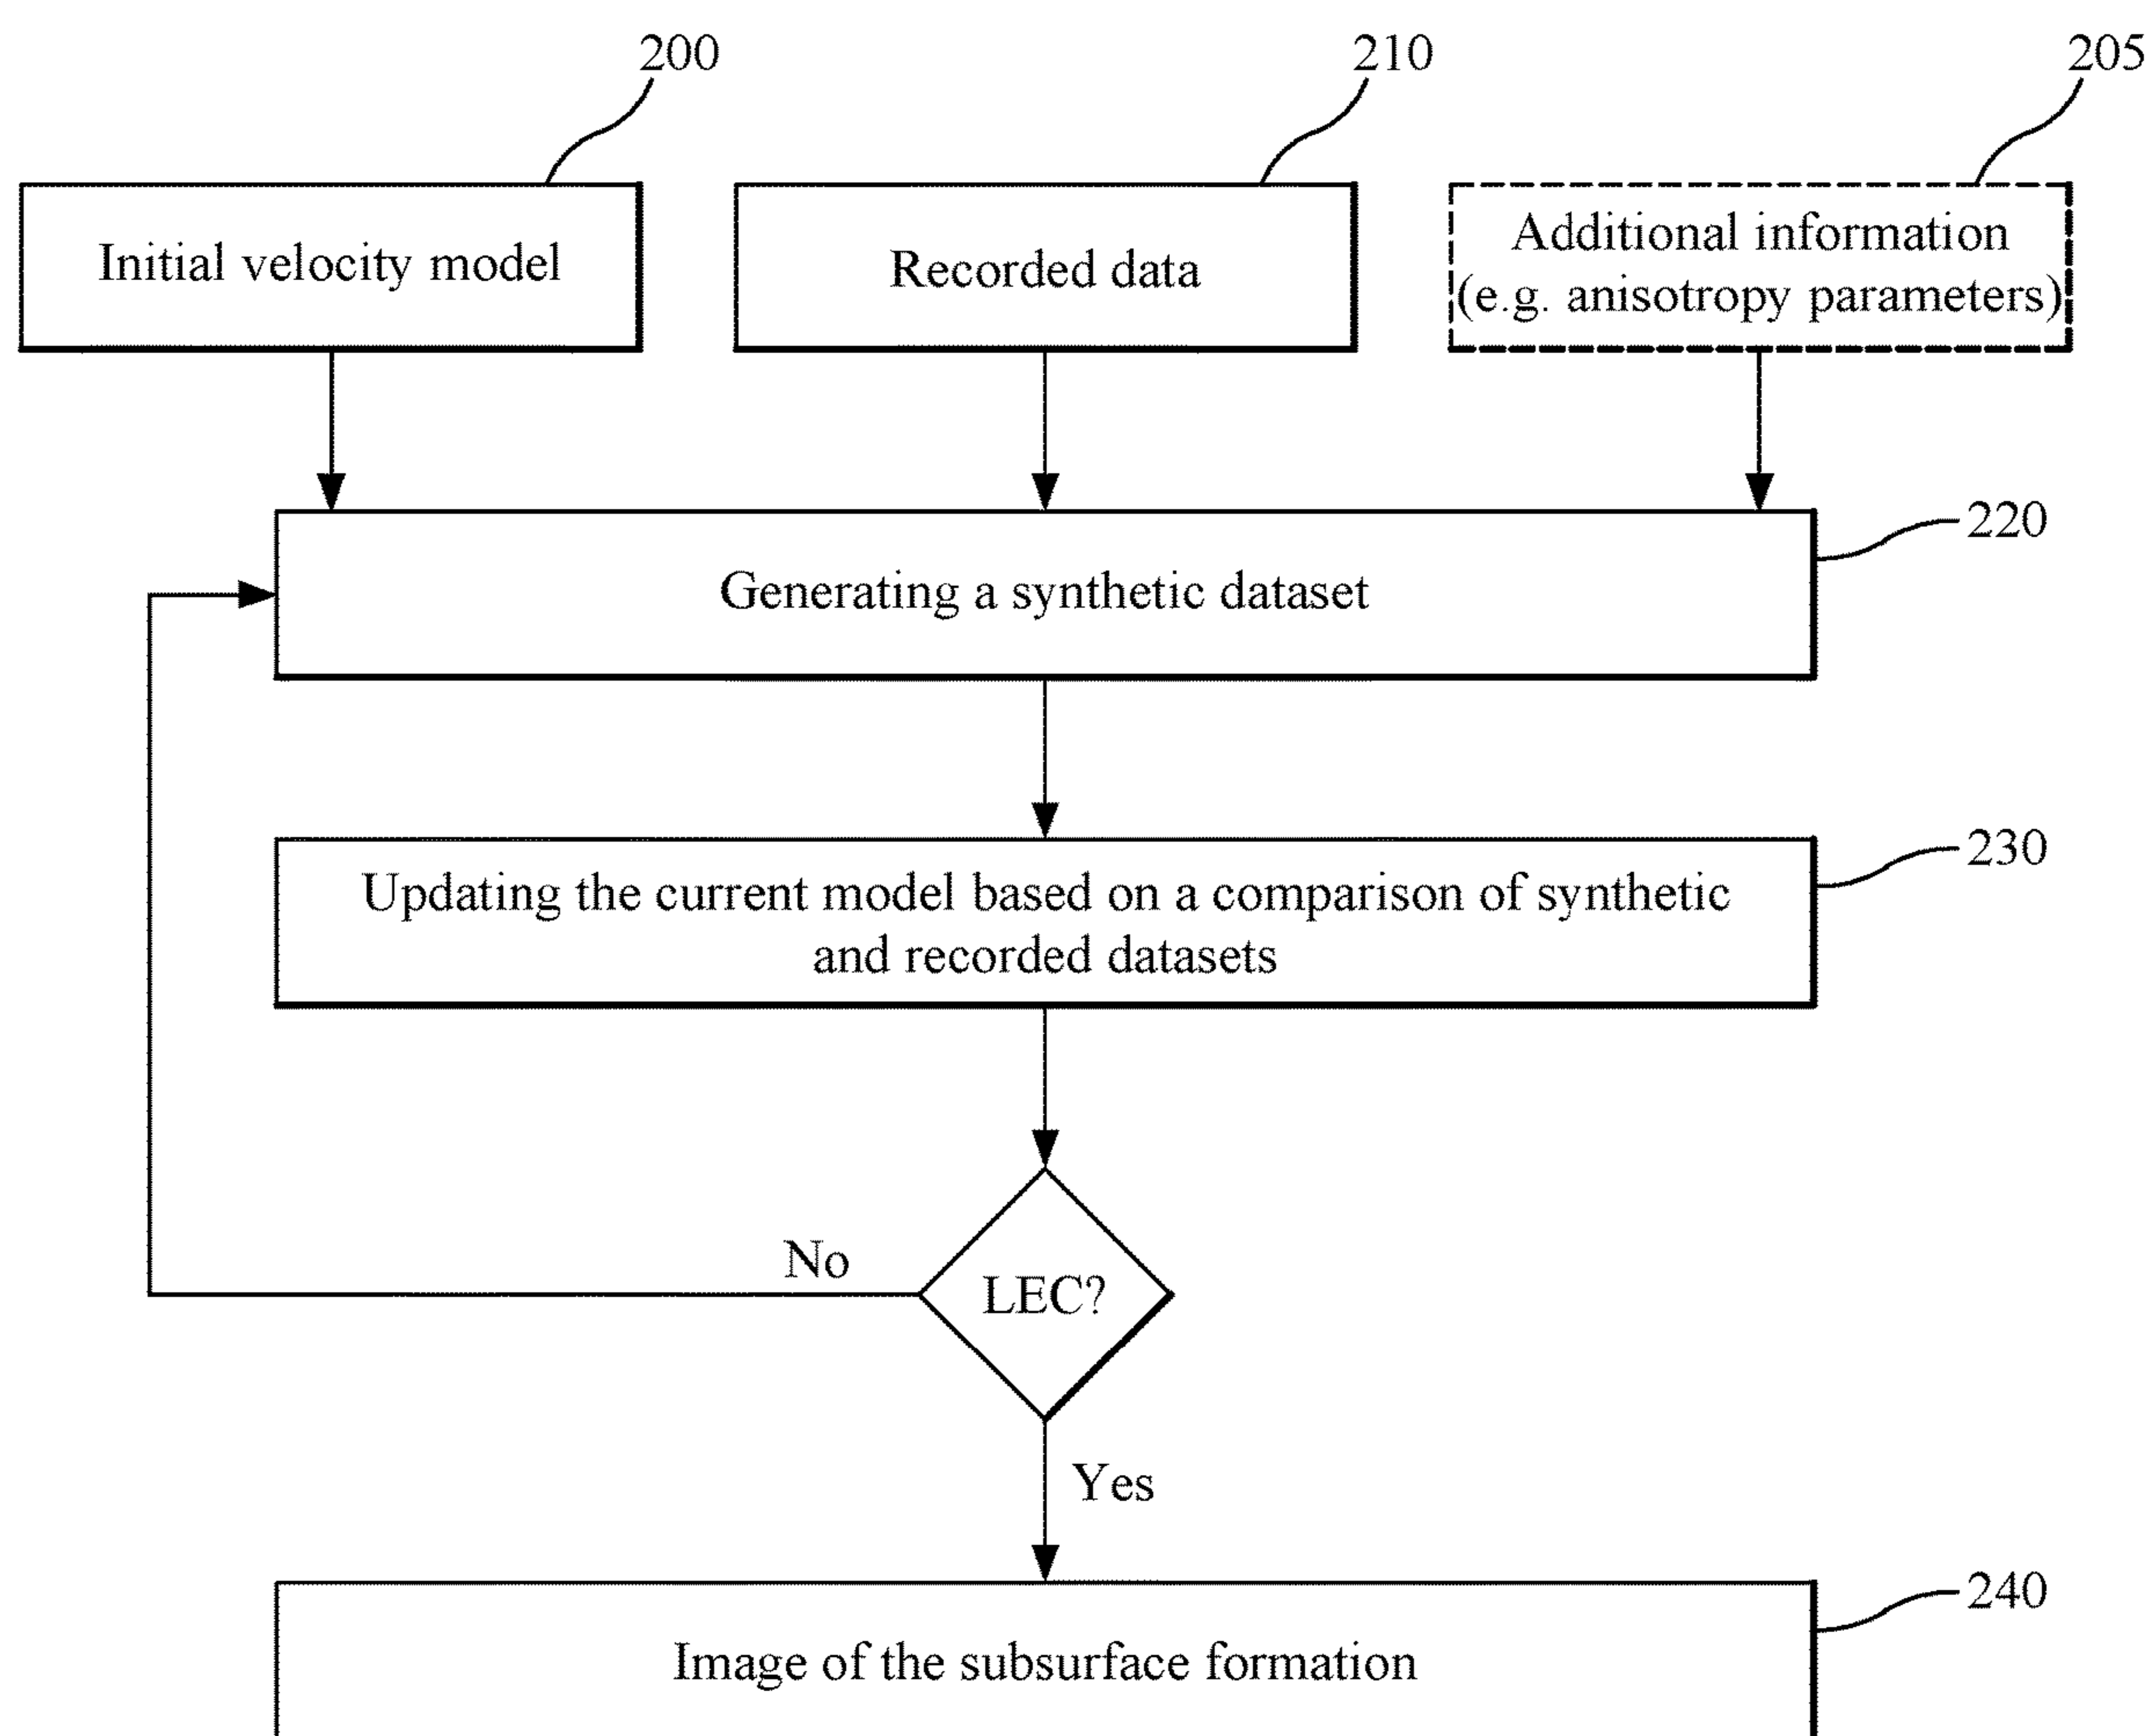 200
210
205
Initial velocity model
Recorded data
Additional information
(e.g. anisotropy parameters)
220
Generating a synthetic dataset
230
Updating the current model based on a comparison of synthetic
and recorded datasets
No
LEC?
Yes
240
Image of the subsurface formation